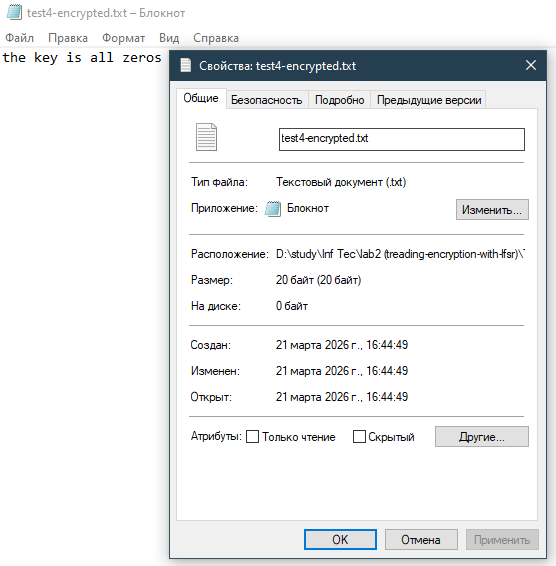 test4-encrypted.txt – Блокнот
Файл Правка Формат Вид Справка
the key is all zeros
Свойства: test4-encrypted.txt
Общие Безопасность Подробно Предыдущие версии
test4-encrypted.txt
Тип файла: Текстовый документ (.txt)
Приложение: Блокнот Изменить...
Расположение: D:\study\Inf Tec\lab2 (treading-encryption-with-lfsr)\
Размер: 20 байт (20 байт)
На диске: 0 байт
Создан: 21 марта 2026 г., 16:44:49
Изменен: 21 марта 2026 г., 16:44:49
Открыт: 21 марта 2026 г., 16:44:49
Атрибуты: Только чтение Скрытый Другие...
OK Отмена Применить